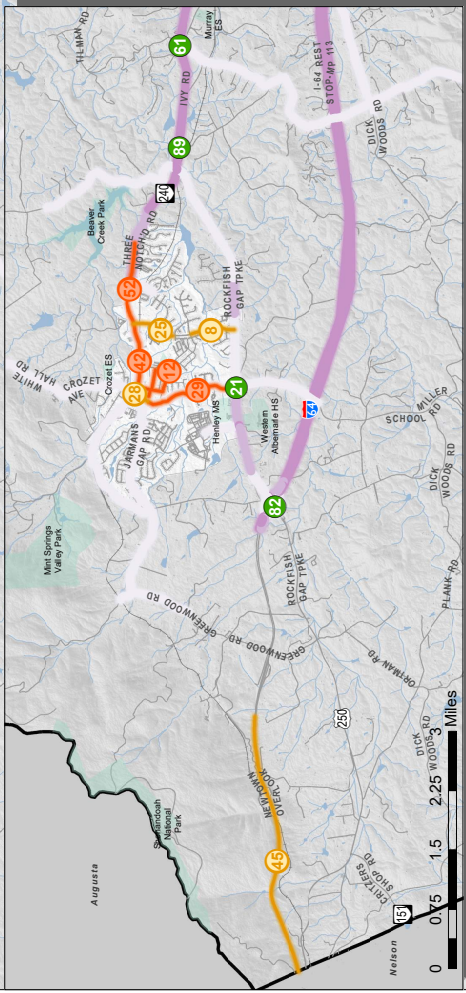 TILMAN RD
61
Murray
ES
IVY RD
I-64 REST
STOP-MP 113
DICK
WOODS RD
89
240
Beaver
Creek Park
THREE
NOTCH'D RD
52
25
8
ROCKFISH
GAP TPKE
WHITE
HALL RD
CROZET
AVE
Crozet ES
42
12
28
29
21
JARMANS
GAP RD
Henley MS
Western
Albemarle HS
64
MILLER
SCHOOL RD
82
Mint Springs
Valley Park
ROCKFISH
GAP TPKE
DICK
WOODS RD
PLANK RD
GREENWOOD RD
GREENWOOD RD
ORTMAN RD
250
DICK
WOODS RD
NEWTOWN
OVERLOOK
45
Shenandoah
National
Park
Augusta
CRITZERS
SHOP RD
151
Nelson
0 0.75 1.5 2.25 3
Miles